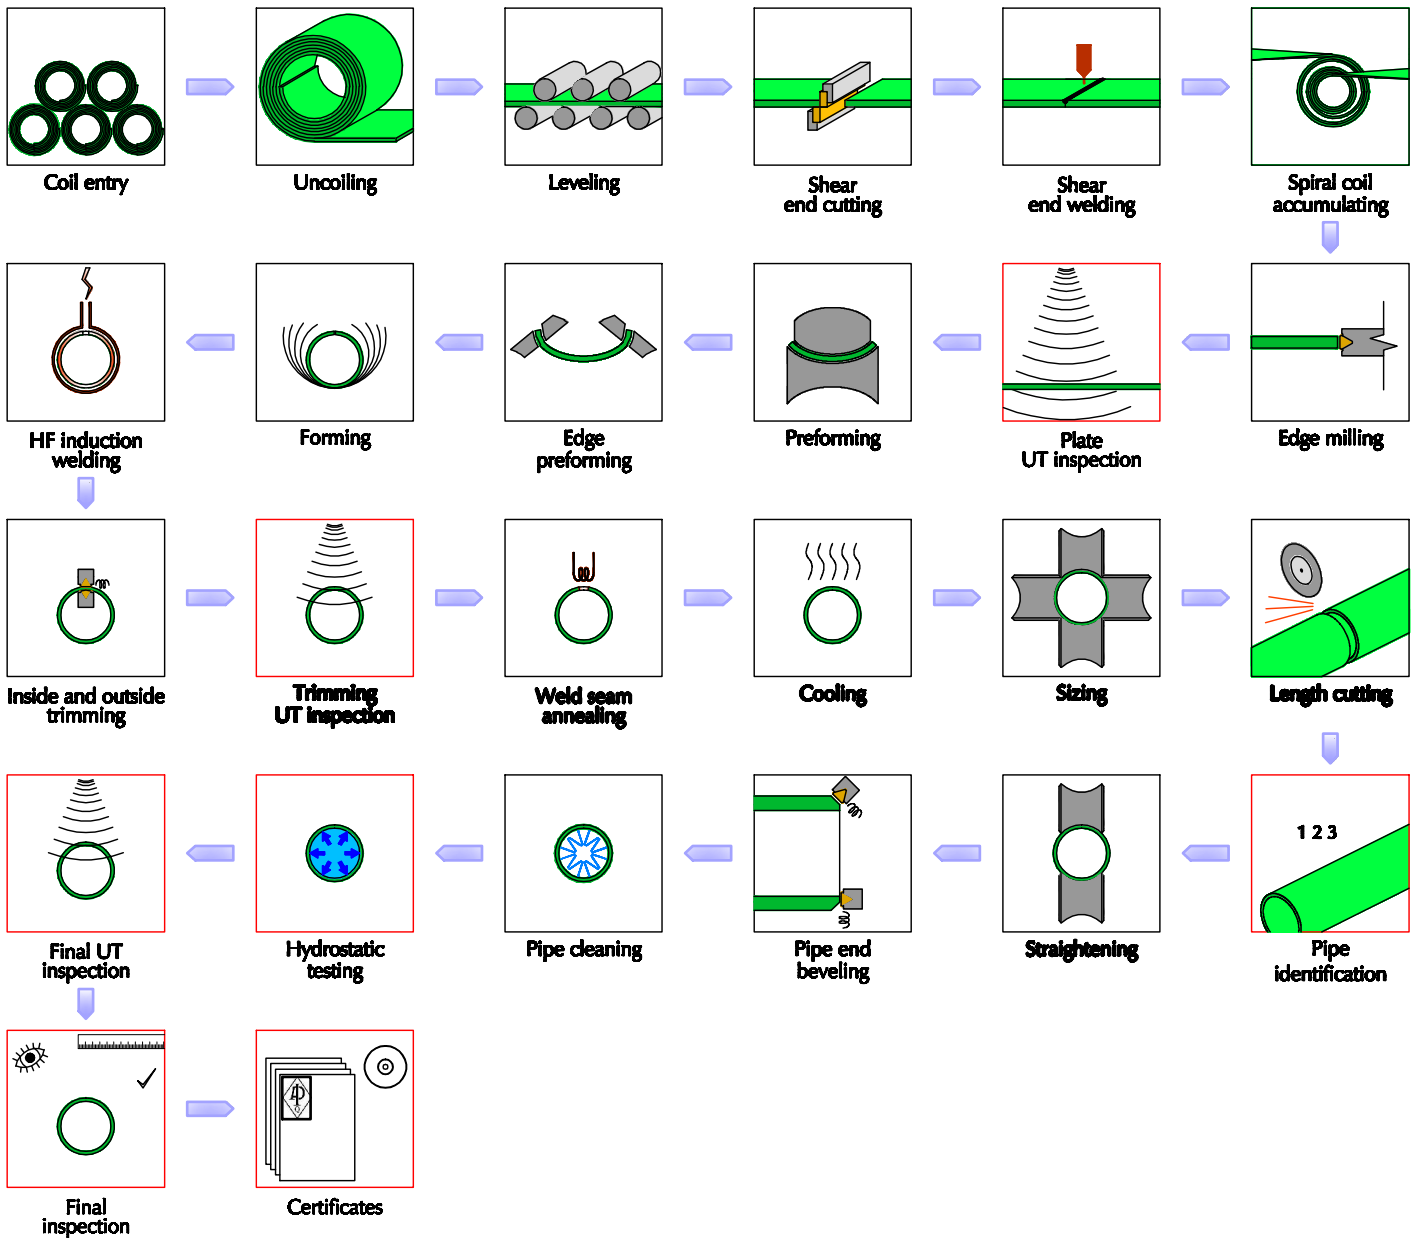 Coil entry
Uncoiling
Leveling
Shear
end cutting
Shear
end welding
Spiral coil
accumulating
HF induction
welding
Forming
Edge
preforming
Preforming
Plate
UT inspection
Edge milling
Inside and outside
trimming
Trimming
UT inspection
Weld seam
annealing
Cooling
Sizing
Length cutting
1 2 3
Final UT
inspection
Hydrostatic
testing
Pipe cleaning
Pipe end
beveling
Straightening
Pipe
identification
Final
inspection
Certificates